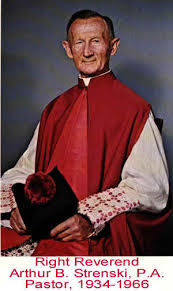 Right Reverend
Arthur B. Strenski, P.A.
Pastor, 1934-1966